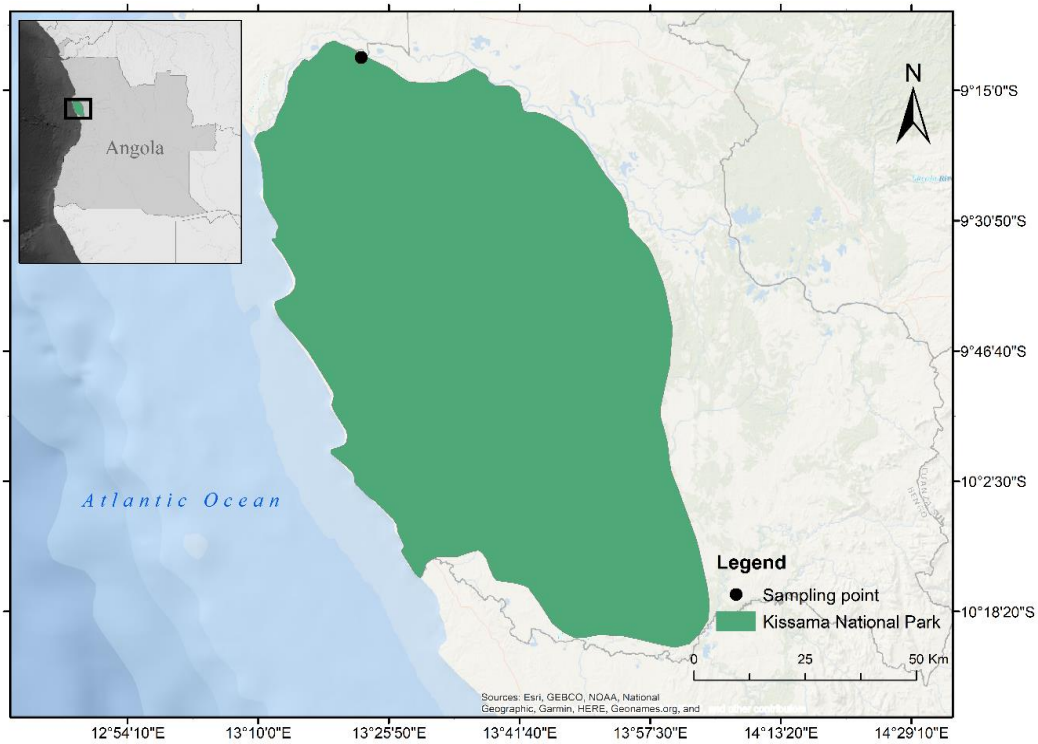 Angola
N
9°15'0"S
9°30'50"S
9°46'40"S
10°2'30"S
10°18'20"S
Atlantic Ocean
Legend
Sampling point
Kissama National Park
0 25 50 Km
Sources: Esri, GEBCO, NOAA, National
Geographic, Garmin, HERE, Geonames.org, and other contributors
12°54'10"E 13°10'0"E 13°25'50"E 13°41'40"E 13°57'30"E 14°13'20"E 14°29'10"E